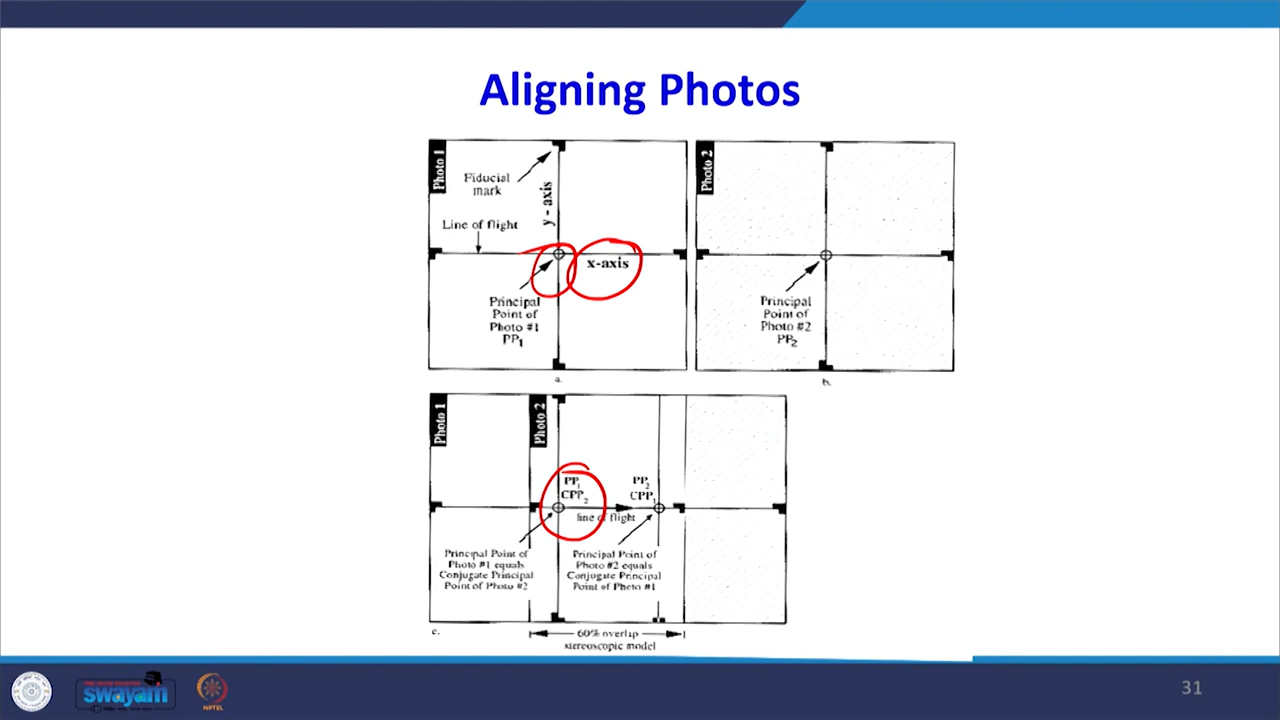 Aligning Photos
Photo 1
Fiducial
mark
y - axis
Line of flight
x-axis
Principal
Point of
Photo #1
PP1
a.
Photo 2
Principal
Point of
Photo #2
PP2
b.
Photo 1
Photo 2
PP1
CPP2
PP2
CPP1
line of flight
Principal Point of
Photo #1 equals
Conjugate Principal
Point of Photo #2
Principal Point of
Photo #2 equals
Conjugate Principal
Point of Photo #1
c.
60% overlap
stereoscopic model
swayam
NPTEL
31